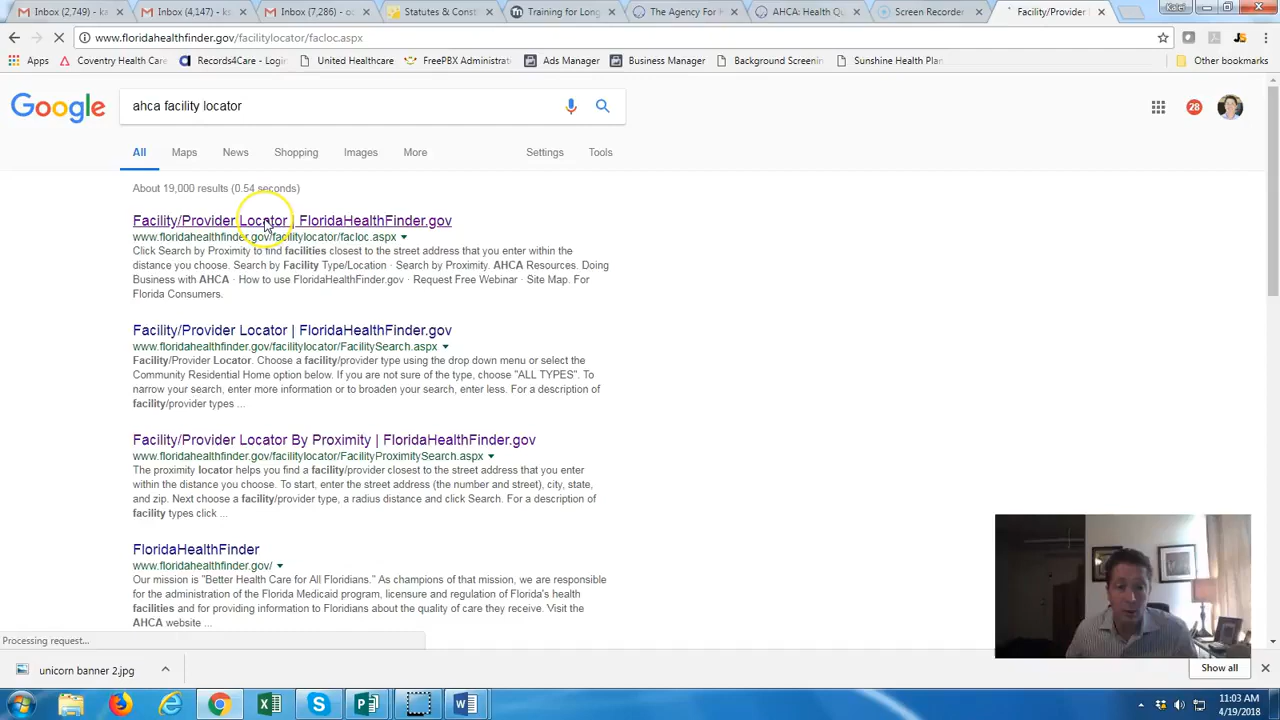 Inbox (2,749) - k
Inbox (4,147) - ks
Inbox (7,286) - oc
Statutes & Const
Training for Long
The Agency For H
AHCA: Health Qu
Screen Recorder
Facility/Provider
www.floridahealthfinder.gov/facilitylocator/facloc.aspx
Apps
Coventry Health Care
Records4Care - Login
United Healthcare
FreePBX Administrat
Ads Manager
Business Manager
Background Screenin
Sunshine Health Plan
Other bookmarks
Google
ahca facility locator
28
All
Maps
News
Shopping
Images
More
Settings
Tools
About 19,000 results (0.54 seconds)
Facility/Provider Locator | FloridaHealthFinder.gov
www.floridahealthfinder.gov/facilitylocator/facloc.aspx
Click Search by Proximity to find facilities closest to the street address that you enter within the
distance you choose. Search by Facility Type/Location · Search by Proximity. AHCA Resources. Doing
Business with AHCA · How to use FloridaHealthFinder.gov · Request Free Webinar · Site Map. For
Florida Consumers.
Facility/Provider Locator | FloridaHealthFinder.gov
www.floridahealthfinder.gov/facilitylocator/FacilitySearch.aspx
Facility/Provider Locator. Choose a facility/provider type using the drop down menu or select the
Community Residential Home option below. If you are not sure of the type, choose "ALL TYPES". To
narrow your search, enter more information or to broaden your search, enter less. For a description of
facility/provider types ...
Facility/Provider Locator By Proximity | FloridaHealthFinder.gov
www.floridahealthfinder.gov/facilitylocator/FacilityProximitySearch.aspx
The proximity locator helps you find a facility/provider closest to the street address that you enter
within the distance you choose. To start, enter the street address (the number and street), city, state,
and zip. Next choose a facility/provider type, a radius distance and click Search. For a description of
facility types click ...
FloridaHealthFinder
www.floridahealthfinder.gov/
Our mission is "Better Health Care for All Floridians." As champions of that mission, we are responsible
for the administration of the Florida Medicaid program, licensure and regulation of Florida's health
facilities and for providing information to Floridians about the quality of care they receive. Visit the
AHCA website ...
Processing request...
unicorn banner 2.jpg
Show all
11:03 AM
4/19/2018